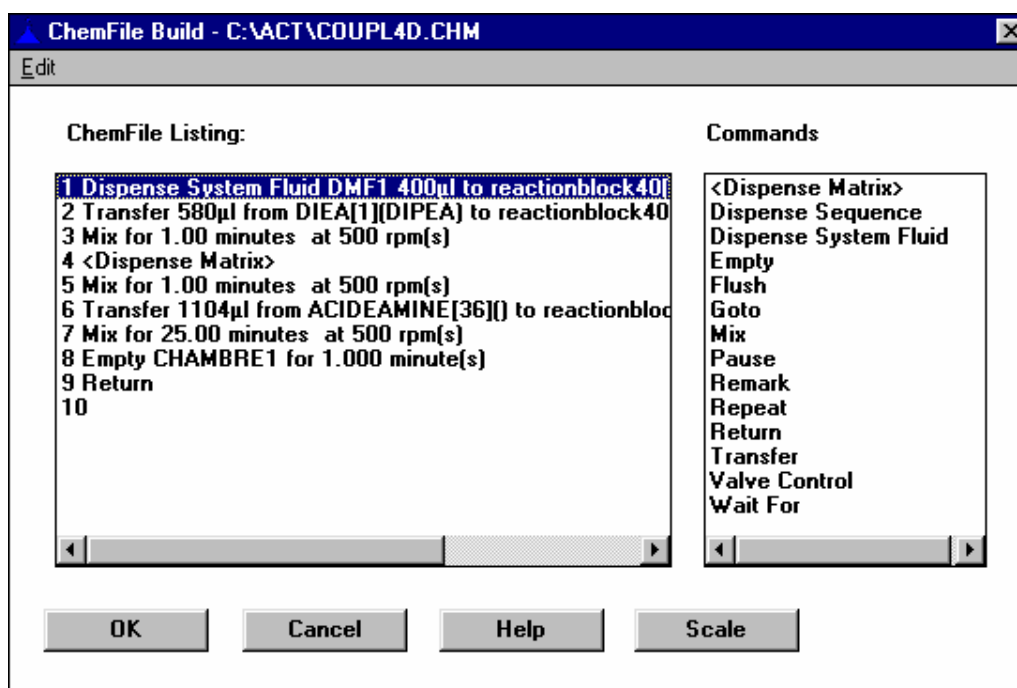 ChemFile Build - C:\ACT\COUPL4D.CHM
Edit
ChemFile Listing:
1 Dispense System Fluid DMF1 400µl to reactionblock40[
2 Transfer 580µl from DIEA[1](DIPEA) to reactionblock40
3 Mix for 1.00 minutes  at 500 rpm(s)
4 <Dispense Matrix>
5 Mix for 1.00 minutes  at 500 rpm(s)
6 Transfer 1104µl from ACIDEAMINE[36]() to reactionbloc
7 Mix for 25.00 minutes  at 500 rpm(s)
8 Empty CHAMBRE1 for 1.000 minute(s)
9 Return
10
Commands
<Dispense Matrix>
Dispense Sequence
Dispense System Fluid
Empty
Flush
Goto
Mix
Pause
Remark
Repeat
Return
Transfer
Valve Control
Wait For
OK
Cancel
Help
Scale